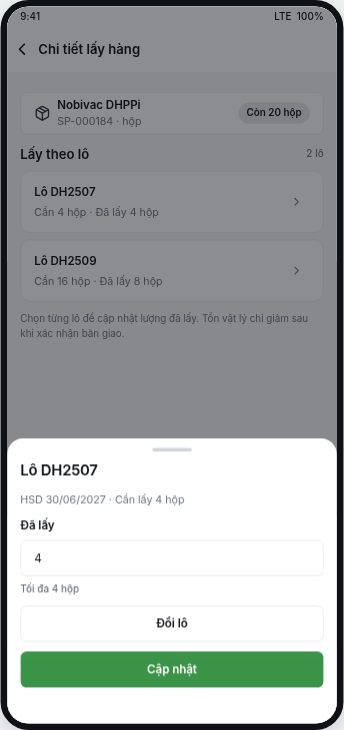 9:41
LTE 100%
Chi tiết lấy hàng
Nobivac DHPPi
SP-000184 · hộp
Còn 20 hộp
Lấy theo lô
2 lô
Lô DH2507
Cần 4 hộp · Đã lấy 4 hộp
Lô DH2509
Cần 16 hộp · Đã lấy 8 hộp
Chọn từng lô để cập nhật lượng đã lấy. Tồn vật lý chỉ giảm sau
khi xác nhận bàn giao.
Lô DH2507
HSD 30/06/2027 · Cần lấy 4 hộp
Đã lấy
4
Tối đa 4 hộp
Đổi lô
Cập nhật